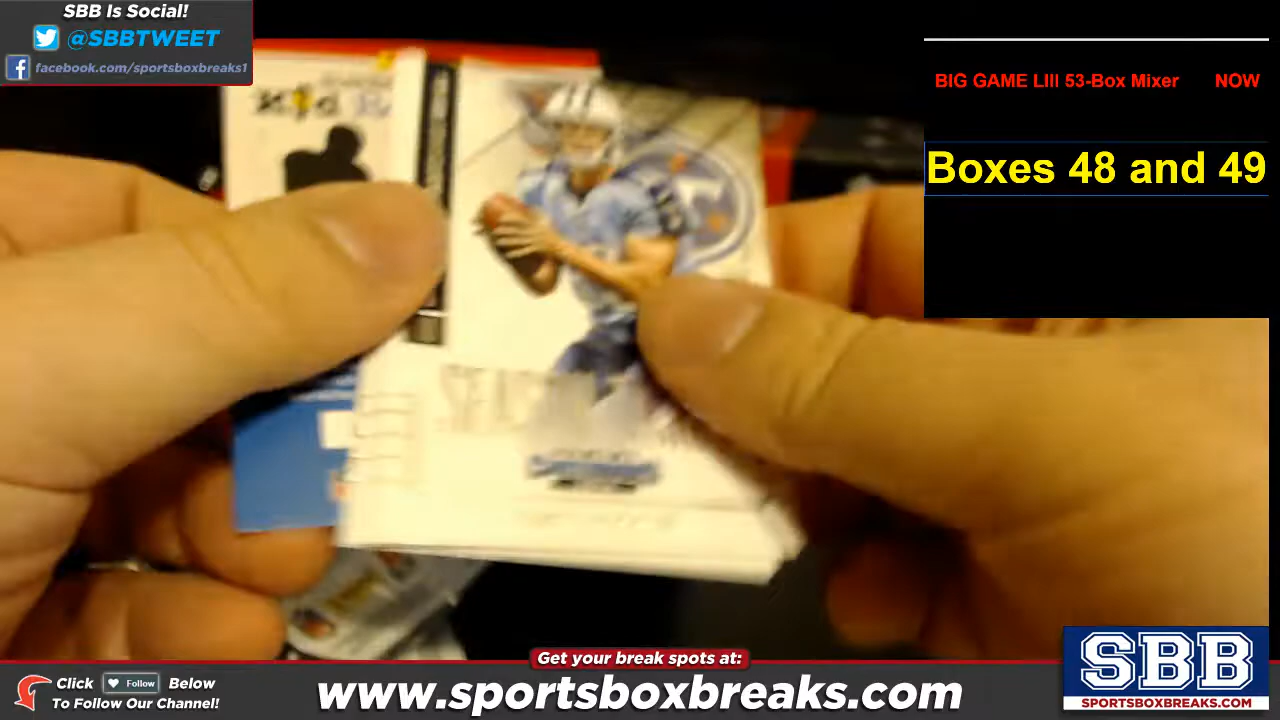 SBB Is Social!
@SBBTWEET
facebook.com/sportsboxbreaks1
BIG GAME LIII 53-Box Mixer NOW
Boxes 48 and 49
Get your break spots at:
Click Follow Below
To Follow Our Channel!
www.sportsboxbreaks.com
SBB
SPORTSBOXBREAKS.COM